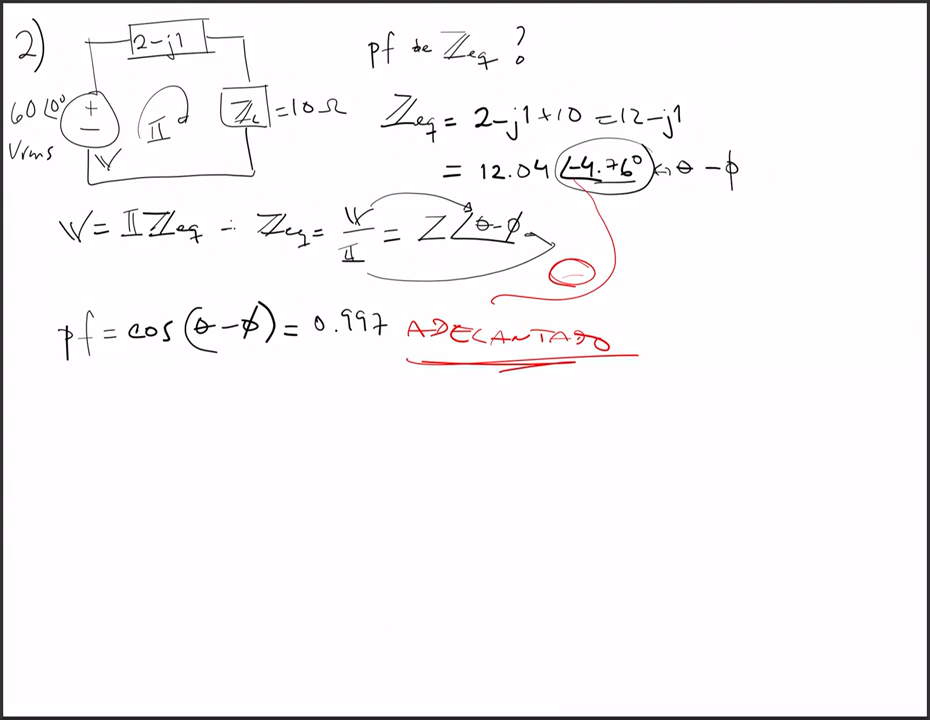 2)
2-j1
pf de Zeq ?
60∠0°
Vrms
+
−
V
I
ZL = 10Ω
Zeq = 2-j1+10 = 12-j1
= 12.04 ∠-4.76° ↔ θ - φ
V = I Zeq ∴ Zeq = V/I = Z∠θ-φ
pf = cos(θ-φ) = 0.997 ADELANTADO